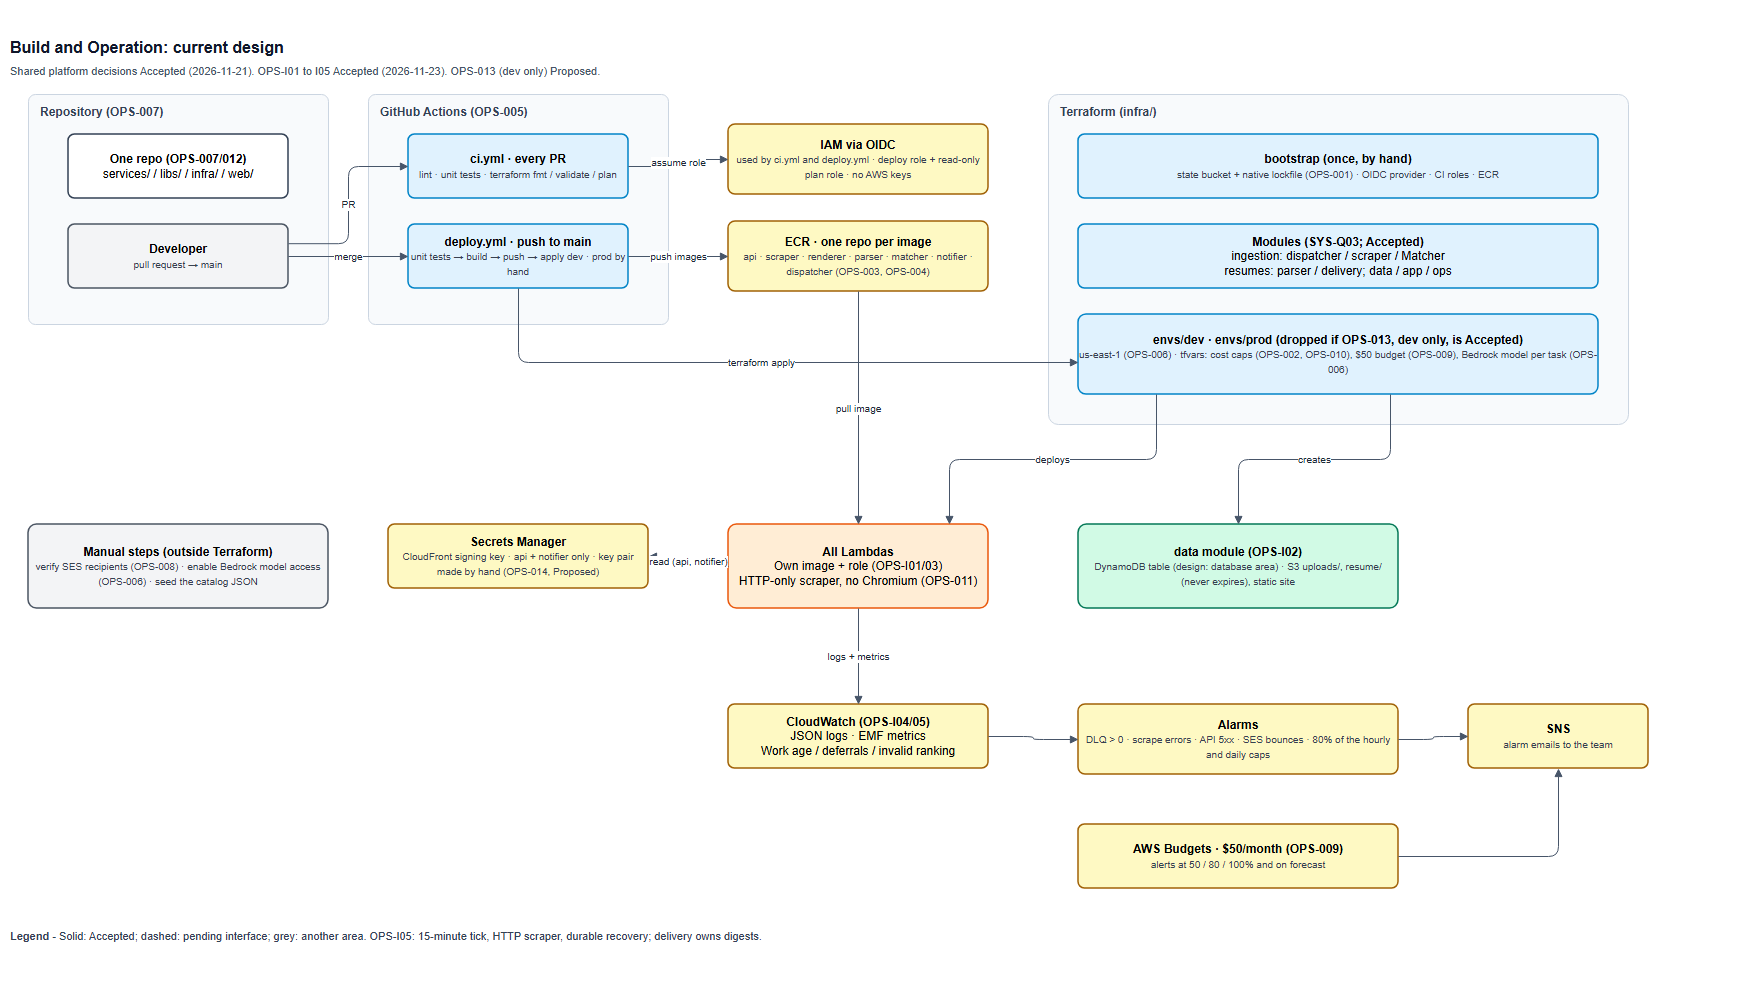 Build and Operation: current design
Shared platform decisions Accepted (2026-11-21). OPS-I01 to I05 Accepted (2026-11-23). OPS-013 (dev only) Proposed.
Repository (OPS-007)
One repo (OPS-007/012)
services/ / libs/ / infra/ / web/
Developer
pull request → main
PR
merge
GitHub Actions (OPS-005)
ci.yml · every PR
lint · unit tests · terraform fmt / validate / plan
deploy.yml · push to main
unit tests → build → push → apply dev · prod by
hand
assume role
push images
IAM via OIDC
used by ci.yml and deploy.yml · deploy role + read-only
plan role · no AWS keys
ECR · one repo per image
api · scraper · renderer · parser · matcher · notifier ·
dispatcher (OPS-003, OPS-004)
Terraform (infra/)
bootstrap (once, by hand)
state bucket + native lockfile (OPS-001) · OIDC provider · CI roles · ECR
Modules (SYS-Q03; Accepted)
ingestion: dispatcher / scraper / Matcher
resumes: parser / delivery; data / app / ops
envs/dev · envs/prod (dropped if OPS-013, dev only, is Accepted)
us-east-1 (OPS-006) · tfvars: cost caps (OPS-002, OPS-010), $50 budget (OPS-009), Bedrock model per task (OPS-
006)
terraform apply
pull image
deploys
creates
Manual steps (outside Terraform)
verify SES recipients (OPS-008) · enable Bedrock model access
(OPS-006) · seed the catalog JSON
Secrets Manager
CloudFront signing key · api + notifier only · key pair
made by hand (OPS-014, Proposed)
read (api, notifier)
All Lambdas
Own image + role (OPS-I01/03)
HTTP-only scraper, no Chromium (OPS-011)
data module (OPS-I02)
DynamoDB table (design: database area) · S3 uploads/, resume/
(never expires), static site
logs + metrics
CloudWatch (OPS-I04/05)
JSON logs · EMF metrics
Work age / deferrals / invalid ranking
Alarms
DLQ > 0 · scrape errors · API 5xx · SES bounces · 80% of the hourly
and daily caps
SNS
alarm emails to the team
AWS Budgets · $50/month (OPS-009)
alerts at 50 / 80 / 100% and on forecast
Legend - Solid: Accepted; dashed: pending interface; grey: another area. OPS-I05: 15-minute tick, HTTP scraper, durable recovery; delivery owns digests.